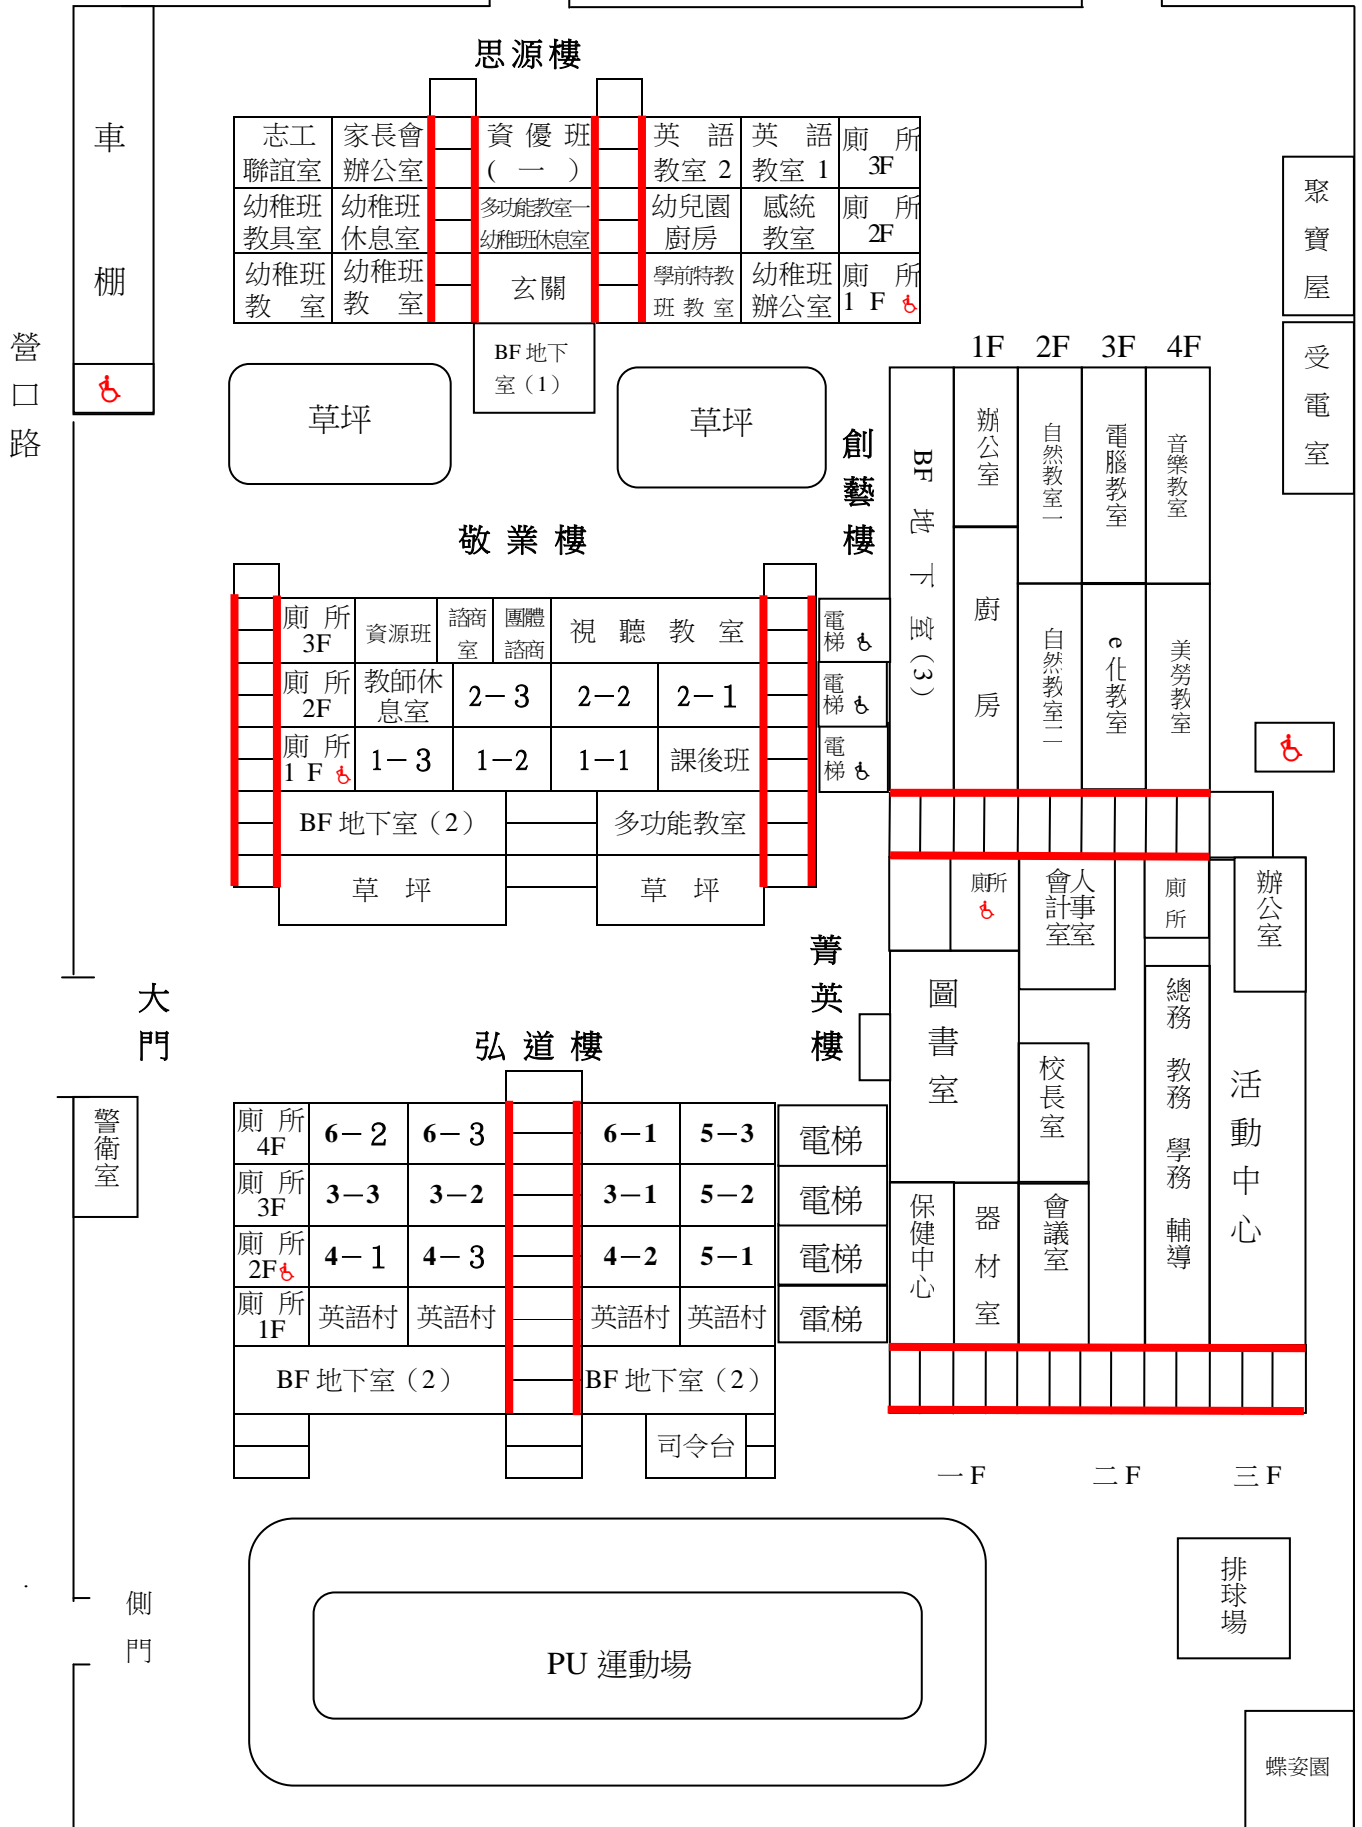 思源樓
車棚
志工聯誼室
家長會辦公室
資優班(一)
英語教室 2
英語教室 1
廁所 3F
幼稚班教具室
幼稚班休息室
多功能教室一
幼稚班休息室
幼兒園廚房
感統教室
廁所 2F
幼稚班教室
幼稚班教室
玄關
學前特教班教室
幼稚班辦公室
廁所 1F
BF 地下室（1）
聚寶屋
受電室
營口路
草坪
草坪
創藝樓
1F 2F 3F 4F
BF 地下室（3）
辦公室
自然教室一
電腦教室
音樂教室
廚房
自然教室二
e化教室
美勞教室
敬業樓
廁所 3F
資源班
諮商室
團體諮商
視聽教室
電梯
廁所 2F
教師休息室
2－3
2－2
2－1
電梯
廁所 1F
1－3
1－2
1－1
課後班
電梯
BF 地下室（2）
多功能教室
草坪
草坪
大門
菁英樓
廁所
會計室
人事室
廁所
辦公室
圖書室
校長室
總務 教務 學務 輔導
活動中心
保健中心
器材室
會議室
弘道樓
警衛室
廁所 4F
6－2
6－3
6－1
5－3
電梯
廁所 3F
3－3
3－2
3－1
5－2
電梯
廁所 2F
4－1
4－3
4－2
5－1
電梯
廁所 1F
英語村
英語村
英語村
英語村
電梯
BF 地下室（2）
BF 地下室（2）
司令台
一 F 二 F 三 F
側門
PU 運動場
排球場
蝶姿園